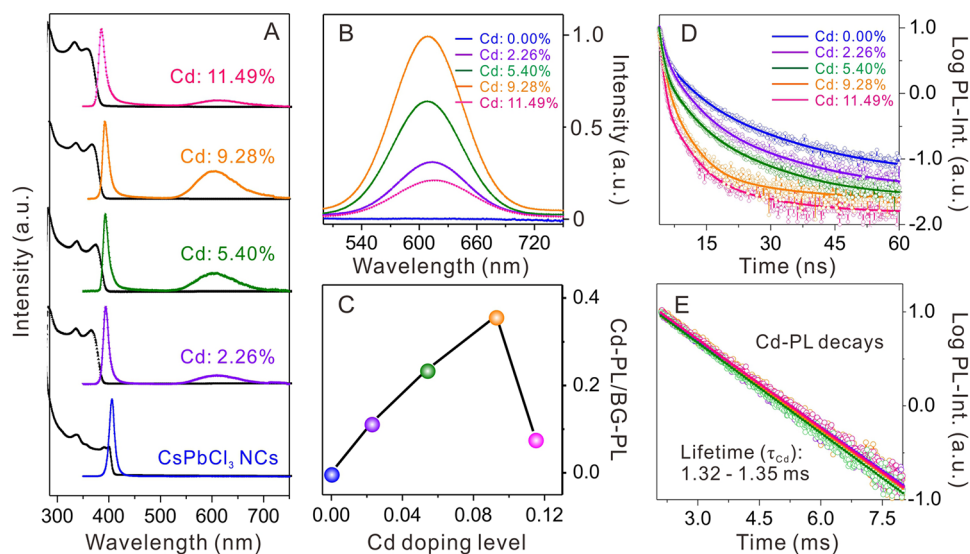 A
Cd: 11.49%
Cd: 9.28%
Cd: 5.40%
Cd: 2.26%
CsPbCl3 NCs
Intensity (a.u.)
300 400 500 600 700
Wavelength (nm)
B
Cd: 0.00%
Cd: 2.26%
Cd: 5.40%
Cd: 9.28%
Cd: 11.49%
1.0
0.5
0
Intensity (a.u.)
540 600 660 720
Wavelength (nm)
C
0.4
0.2
0.0
Cd-PL/BG-PL
0.00 0.04 0.08 0.12
Cd doping level
D
Cd: 0.00%
Cd: 2.26%
Cd: 5.40%
Cd: 9.28%
Cd: 11.49%
1.0
0.0
-1.0
-2.0
Log PL-Int. (a.u.)
15 30 45 60
Time (ns)
E
Cd-PL decays
Lifetime (τCd):
1.32 - 1.35 ms
1.0
0.0
-1.0
Log PL-Int. (a.u.)
3.0 4.5 6.0 7.5
Time (ms)